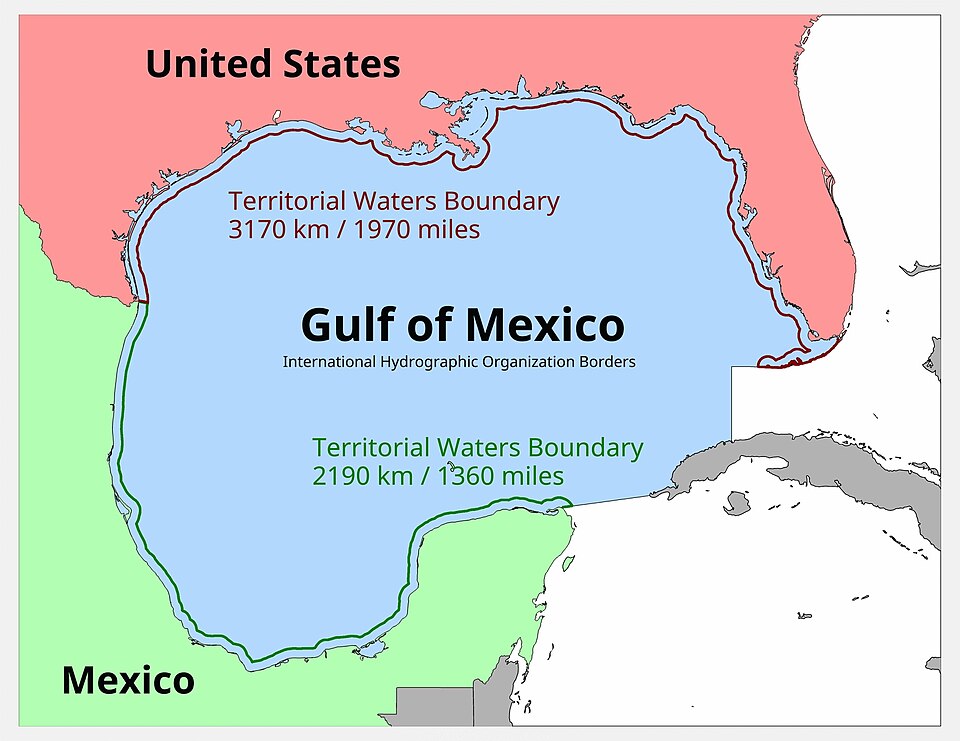 United States
Territorial Waters Boundary
3170 km / 1970 miles
Gulf of Mexico
International Hydrographic Organization Borders
Territorial Waters Boundary
2190 km / 1360 miles
Mexico